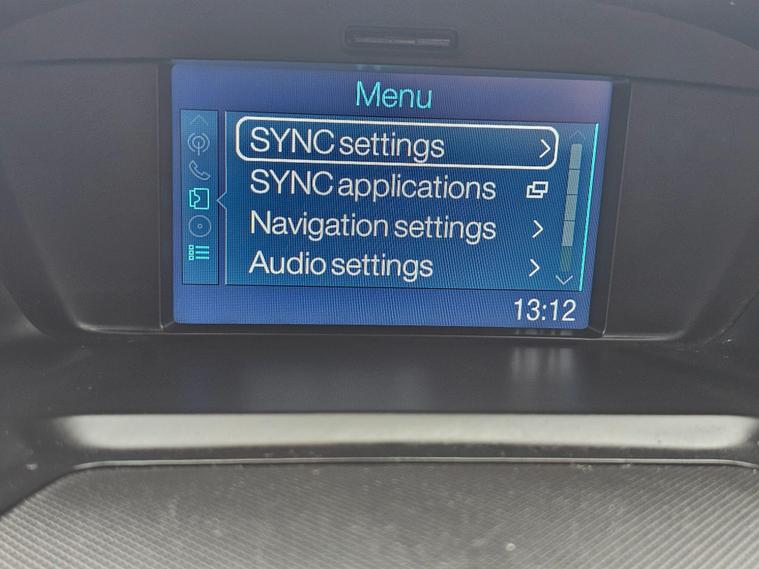 Menu
SYNC settings
SYNC applications
Navigation settings
Audio settings
13:12